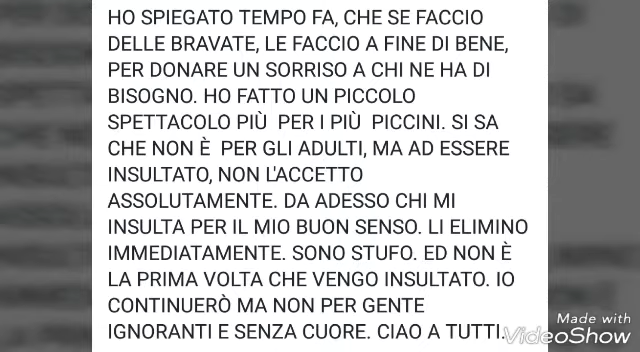 HO SPIEGATO TEMPO FA, CHE SE FACCIO
DELLE BRAVATE, LE FACCIO A FINE DI BENE,
PER DONARE UN SORRISO A CHI NE HA DI
BISOGNO. HO FATTO UN PICCOLO
SPETTACOLO PIÙ  PER I PIÙ  PICCINI. SI SA
CHE NON È  PER GLI ADULTI, MA AD ESSERE
INSULTATO, NON L'ACCETTO
ASSOLUTAMENTE. DA ADESSO CHI MI
INSULTA PER IL MIO BUON SENSO. LI ELIMINO
IMMEDIATAMENTE. SONO STUFO. ED NON È
LA PRIMA VOLTA CHE VENGO INSULTATO. IO
CONTINUERÒ MA NON PER GENTE
IGNORANTI E SENZA CUORE. CIAO A TUTTI.
Made with
VideoShow